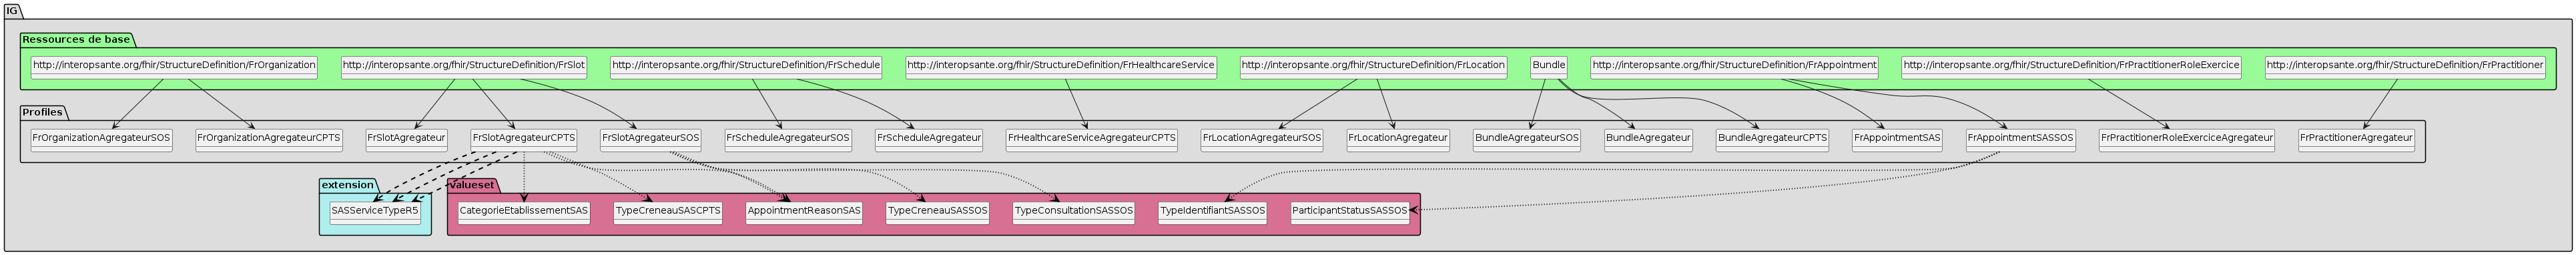 IG
Ressources de base
http://interopsante.org/fhir/StructureDefinition/FrOrganization
http://interopsante.org/fhir/StructureDefinition/FrSlot
http://interopsante.org/fhir/StructureDefinition/FrSchedule
http://interopsante.org/fhir/StructureDefinition/FrHealthcareService
http://interopsante.org/fhir/StructureDefinition/FrLocation
Bundle
http://interopsante.org/fhir/StructureDefinition/FrAppointment
http://interopsante.org/fhir/StructureDefinition/FrPractitionerRoleExercice
http://interopsante.org/fhir/StructureDefinition/FrPractitioner
Profiles
FrOrganizationAgregateurSOS
FrOrganizationAgregateurCPTS
FrSlotAgregateur
FrSlotAgregateurCPTS
FrSlotAgregateurSOS
FrScheduleAgregateurSOS
FrScheduleAgregateur
FrHealthcareServiceAgregateurCPTS
FrLocationAgregateurSOS
FrLocationAgregateur
BundleAgregateurSOS
BundleAgregateur
BundleAgregateurCPTS
FrAppointmentSAS
FrAppointmentSASSOS
FrPractitionerRoleExerciceAgregateur
FrPractitionerAgregateur
extension
valueset
SASServiceTypeR5
CategorieEtablissementSAS
TypeCreneauSASCPTS
AppointmentReasonSAS
TypeCreneauSASSOS
TypeConsultationSASSOS
TypeIdentifiantSASSOS
ParticipantStatusSASSOS